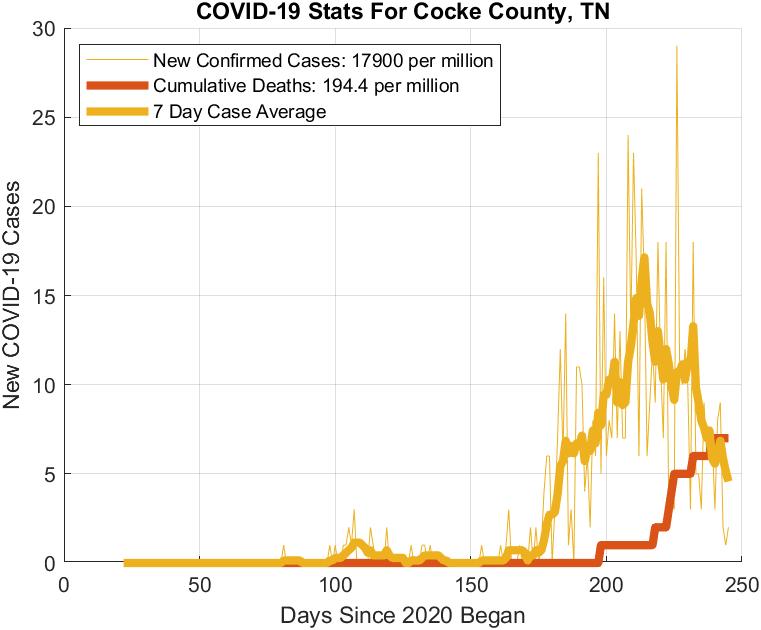 COVID-19 Stats For Cocke County, TN
New Confirmed Cases: 17900 per million
Cumulative Deaths: 194.4 per million
7 Day Case Average
New COVID-19 Cases
30
25
20
15
10
5
0
0 50 100 150 200 250
Days Since 2020 Began